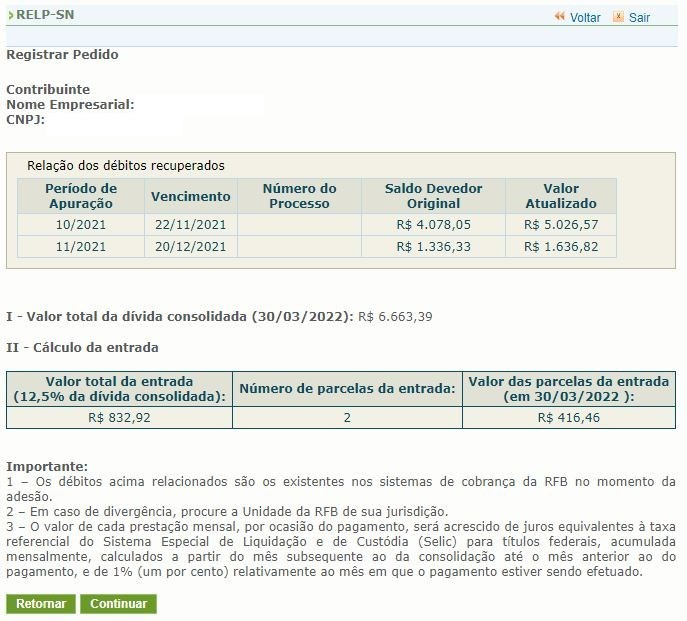 RELP-SN
Voltar Sair
Registrar Pedido
Contribuinte
Nome Empresarial:
CNPJ:
Relação dos débitos recuperados
Período de Apuração Vencimento Número do Processo Saldo Devedor Original Valor Atualizado
10/2021 22/11/2021 R$ 4.078,05 R$ 5.026,57
11/2021 20/12/2021 R$ 1.336,33 R$ 1.636,82
I - Valor total da dívida consolidada (30/03/2022): R$ 6.663,39
II - Cálculo da entrada
Valor total da entrada (12,5% da dívida consolidada): Número de parcelas da entrada: Valor das parcelas da entrada (em 30/03/2022 ):
R$ 832,92 2 R$ 416,46
Importante:
1 – Os débitos acima relacionados são os existentes nos sistemas de cobrança da RFB no momento da
adesão.
2 – Em caso de divergência, procure a Unidade da RFB de sua jurisdição.
3 – O valor de cada prestação mensal, por ocasião do pagamento, será acrescido de juros equivalentes à taxa
referencial do Sistema Especial de Liquidação e de Custódia (Selic) para títulos federais, acumulada
mensalmente, calculados a partir do mês subsequente ao da consolidação até o mês anterior ao do
pagamento, e de 1% (um por cento) relativamente ao mês em que o pagamento estiver sendo efetuado.
Retornar Continuar